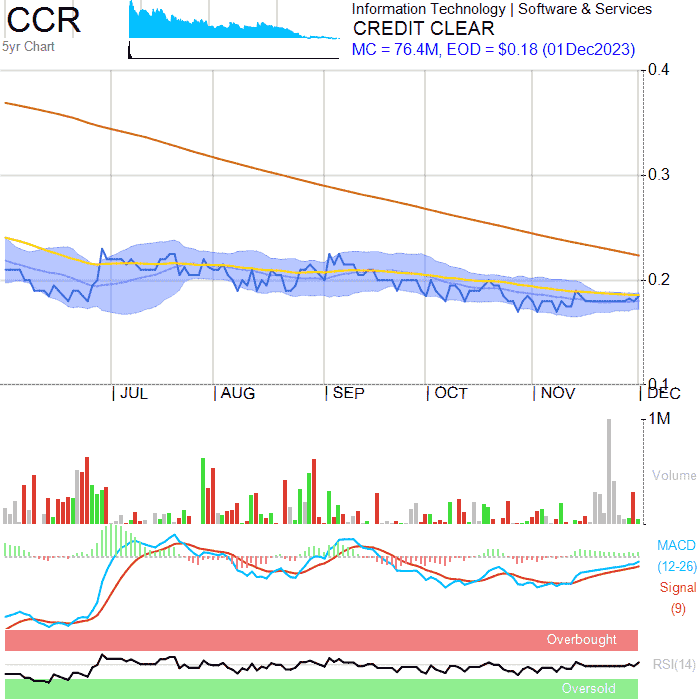 CCR
5yr Chart
Information Technology | Software & Services
CREDIT CLEAR
MC = 76.4M, EOD = $0.18 (01Dec2023)
0.4
0.3
0.2
0.1
| JUL | AUG | SEP | OCT | NOV | DEC
1M
Volume
MACD
(12-26)
Signal
(9)
Overbought
RSI(14)
Oversold